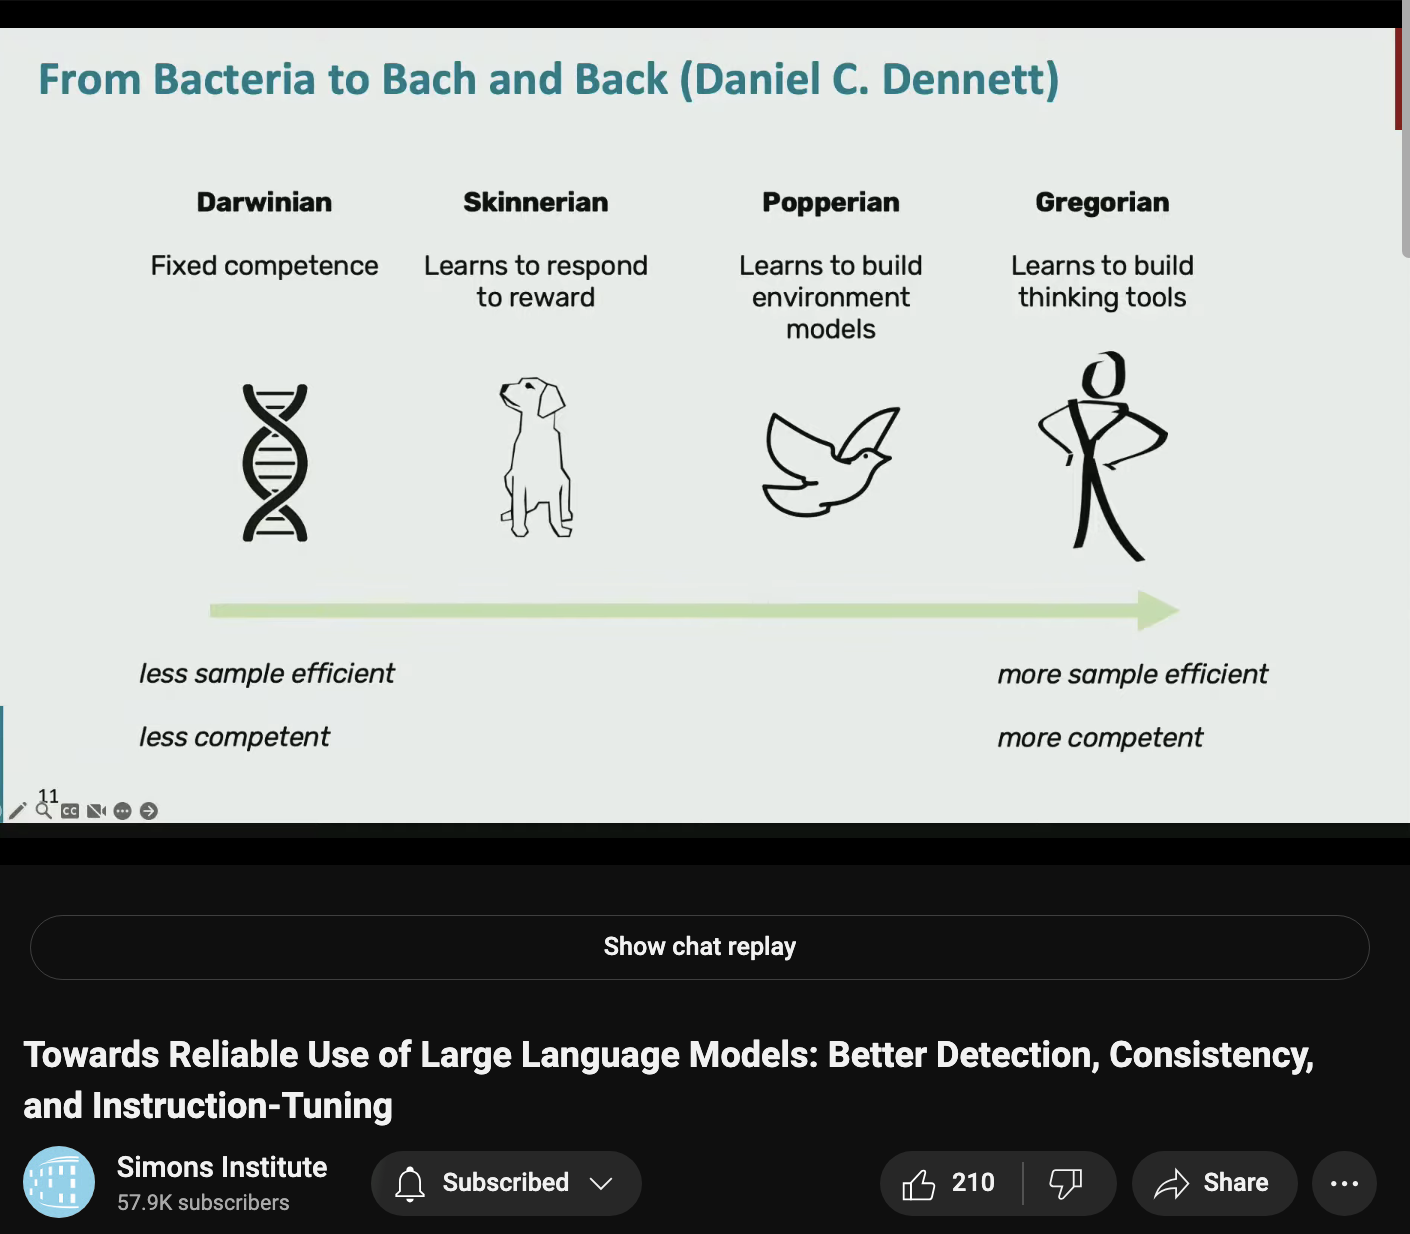 From Bacteria to Bach and Back (Daniel C. Dennett)
Darwinian
Fixed competence
Skinnerian
Learns to respond
to reward
Popperian
Learns to build
environment
models
Gregorian
Learns to build
thinking tools
less sample efficient
more sample efficient
less competent
more competent
11
CC
Show chat replay
Towards Reliable Use of Large Language Models: Better Detection, Consistency,
and Instruction-Tuning
Simons Institute
57.9K subscribers
Subscribed
210
Share